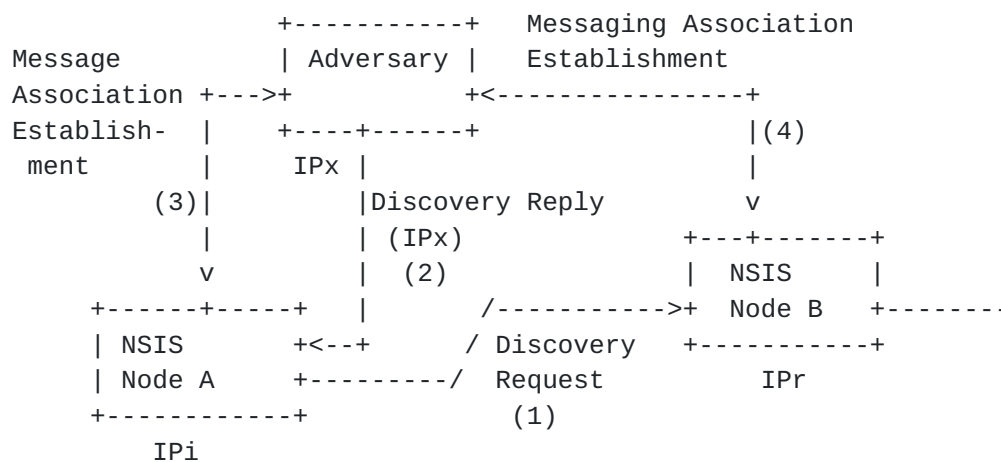 +-----------+   Messaging Association
Message              | Adversary |   Establishment
Association +--->+           +<----------------+
Establish-  |    +----+------+                 |(4)
 ment       |     IPx |                        |
         (3)|         |Discovery Reply         v
            |         | (IPx)              +---+-------+
            v         |  (2)               |  NSIS     |
     +------+-----+   |       /----------->+  Node B   +--------
     | NSIS       +<--+      / Discovery   +-----------+
     | Node A     +---------/  Request          IPr
     +------------+             (1)
         IPi